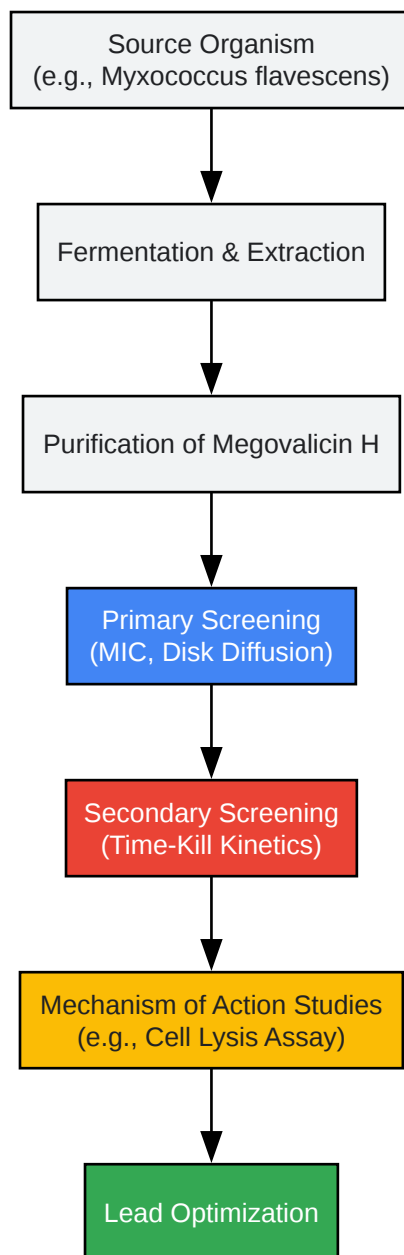 Source Organism
(e.g., Myxococcus flavescens)
Fermentation & Extraction
Purification of Megovalicin H
Primary Screening
(MIC, Disk Diffusion)
Secondary Screening
(Time-Kill Kinetics)
Mechanism of Action Studies
(e.g., Cell Lysis Assay)
Lead Optimization